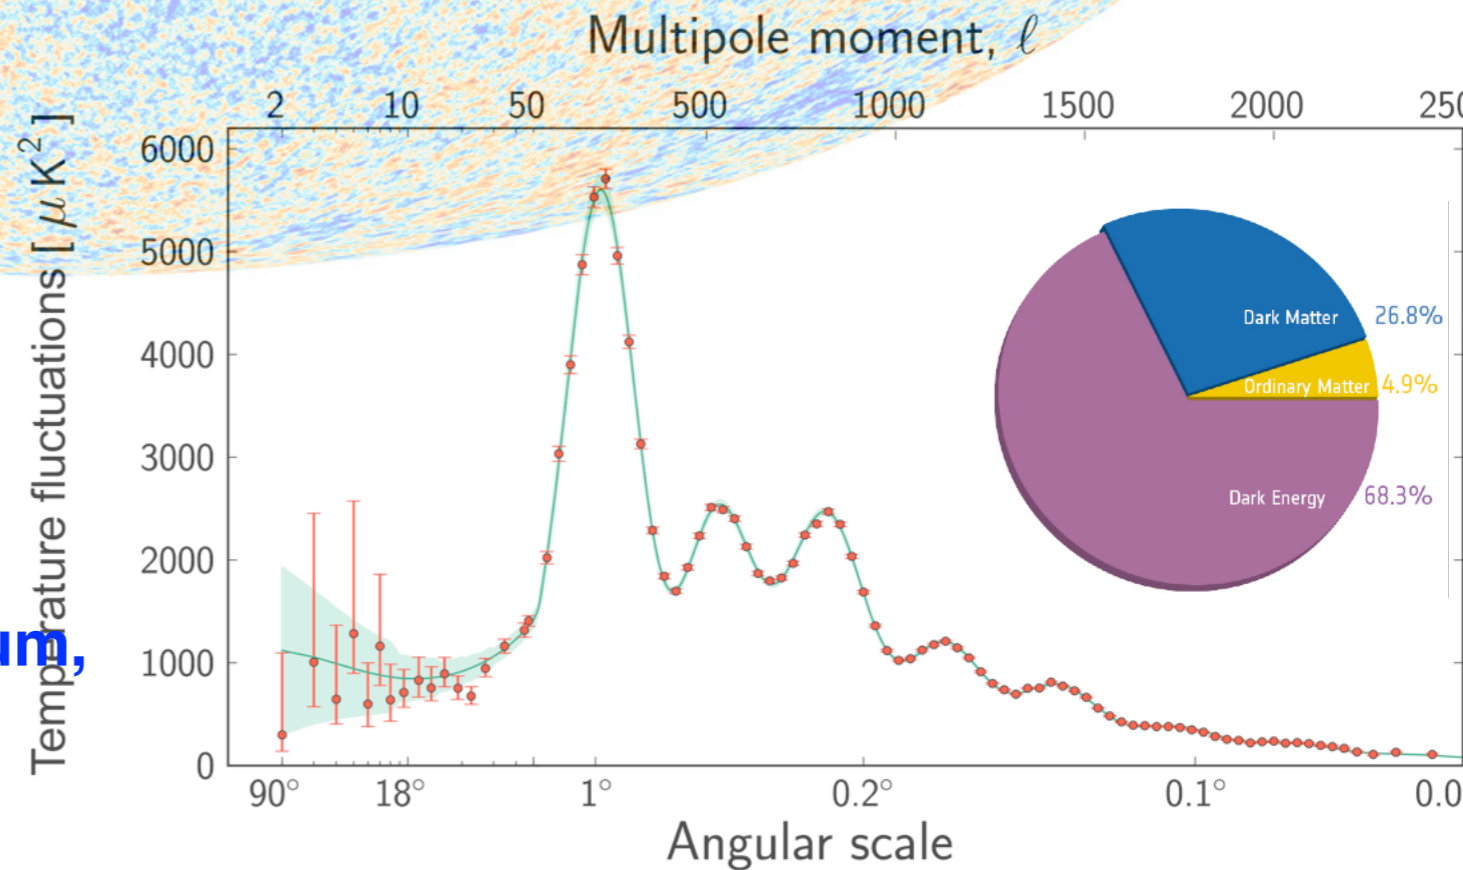 Multipole moment, ℓ
2 10 50 500 1000 1500 2000
Temperature fluctuations [ μ K² ]
6000
5000
4000
3000
2000
1000
0
Dark Matter 26.8%
Ordinary Matter 4.9%
Dark Energy 68.3%
um,
90° 18° 1° 0.2° 0.1°
Angular scale